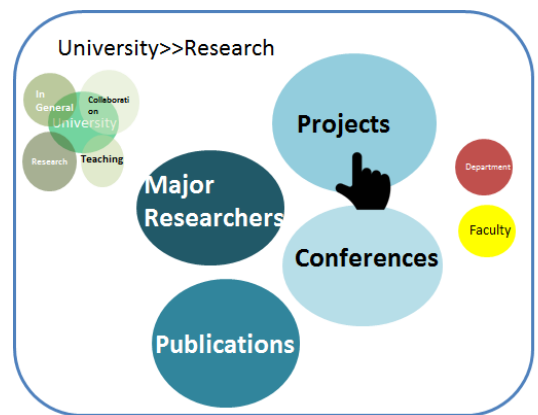 University>>Research
In
General
Collaborati
on
University
Research
Teaching
Projects
Major
Researchers
Department
Faculty
Conferences
Publications